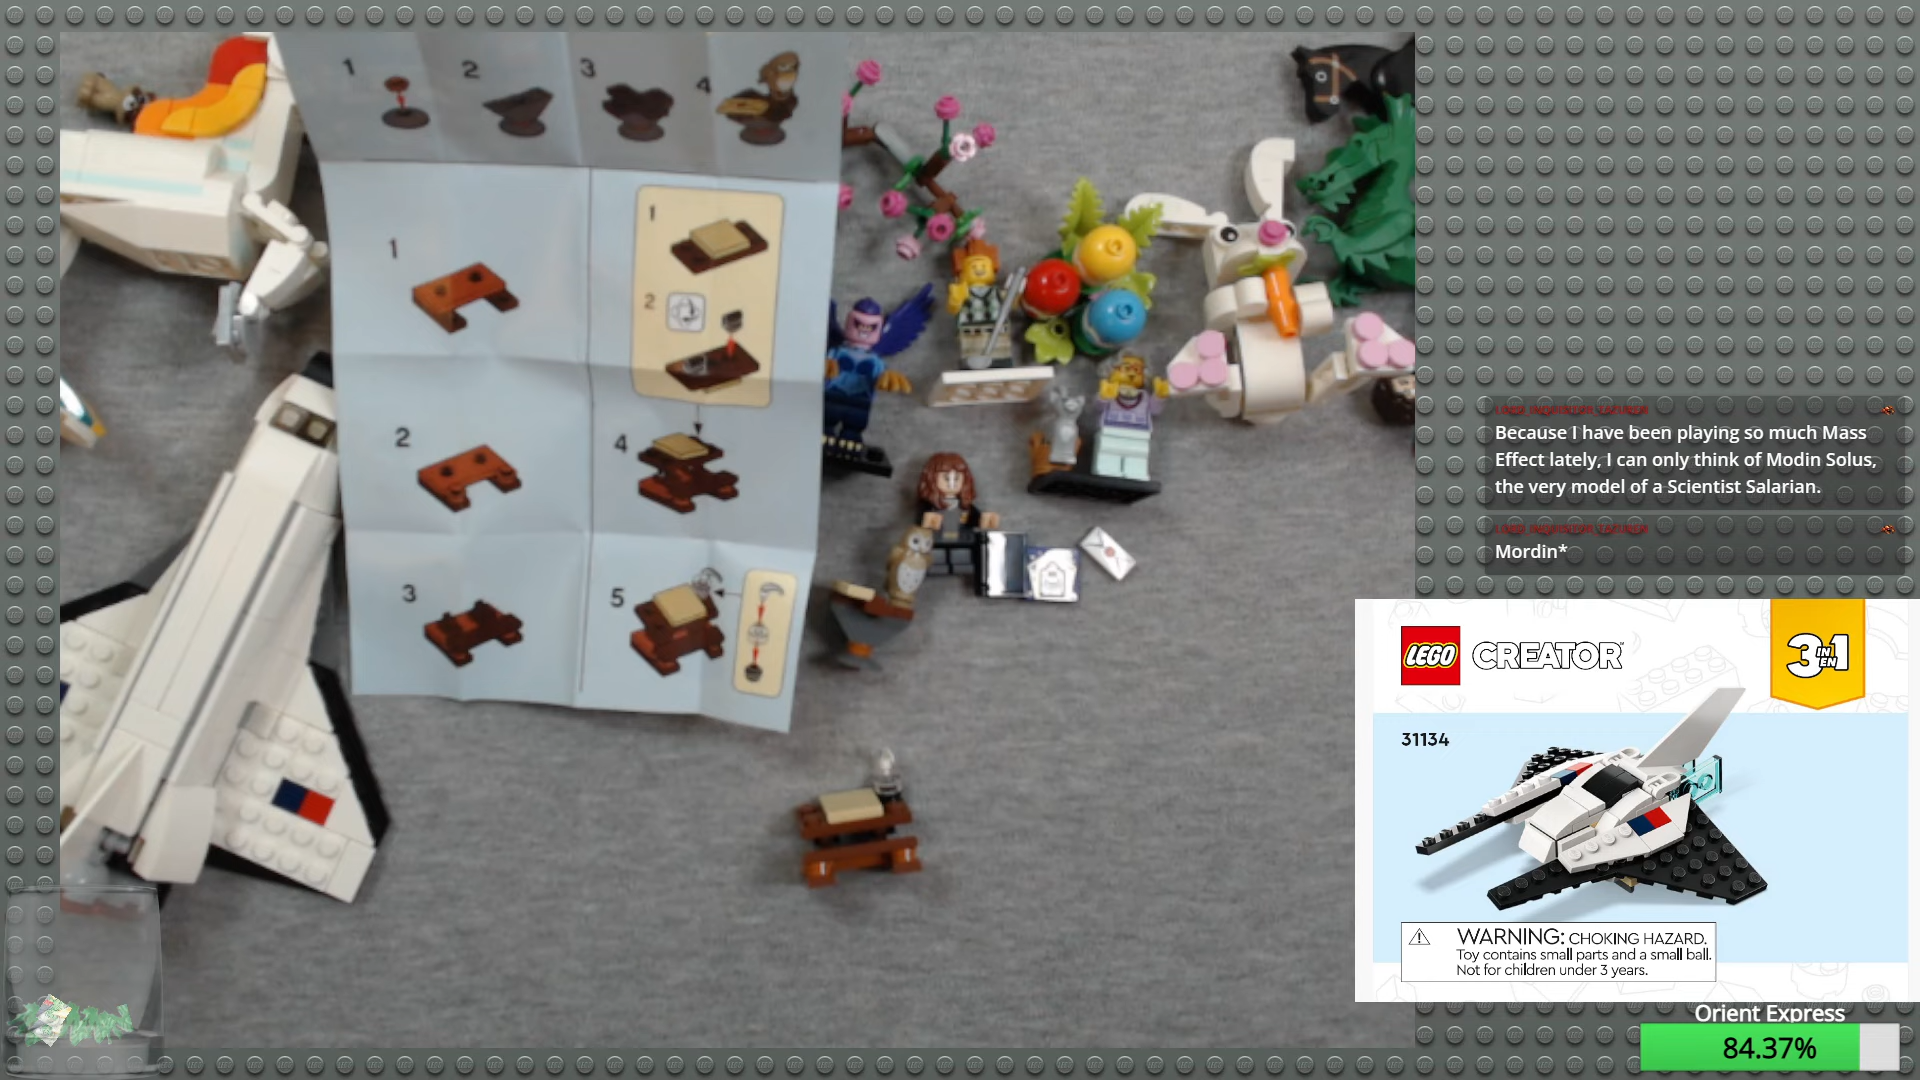 1
2
3
4
1
1
2
2
4
3
5
Because I have been playing so much Mass
Effect lately, I can only think of Modin Solus,
the very model of a Scientist Salarian.
Mordin*
LEGO CREATOR
3 IN 1
EN
31134
WARNING: CHOKING HAZARD.
Toy contains small parts and a small ball.
Not for children under 3 years.
Orient Express
84.37%